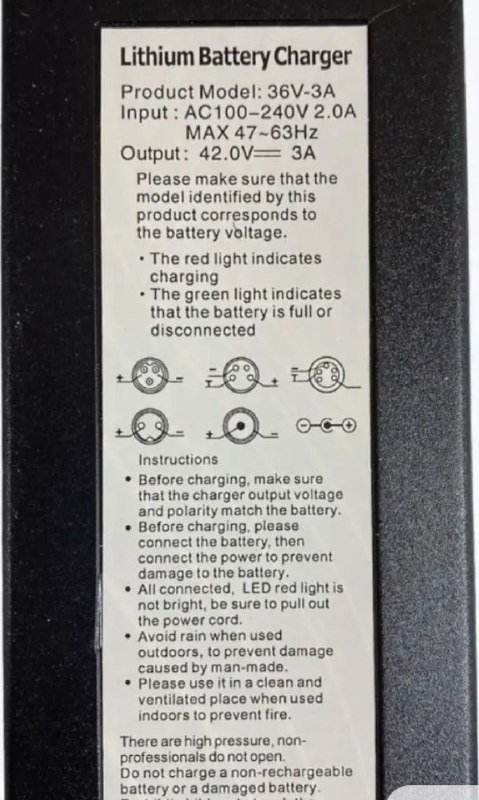 Lithium Battery Charger
Product Model: 36V-3A
Input : AC100-240V 2.0A
MAX 47~63Hz
Output: 42.0V⎓ 3A
Please make sure that the
model identified by this
product corresponds to
the battery voltage.
· The red light indicates
charging
· The green light indicates
that the battery is full or
disconnected
+ -
- T +
- T
+ -
+ -
- +
Instructions
• Before charging, make sure
that the charger output voltage
and polarity match the battery.
• Before charging, please
connect the battery, then
connect the power to prevent
damage to the battery.
• All connected, LED red light is
not bright, be sure to pull out
the power cord.
• Avoid rain when used
outdoors, to prevent damage
caused by man-made.
• Please use it in a clean and
ventilated place when used
indoors to prevent fire.
There are high pressure, non-
professionals do not open.
Do not charge a non-rechargeable
battery or a damaged battery.